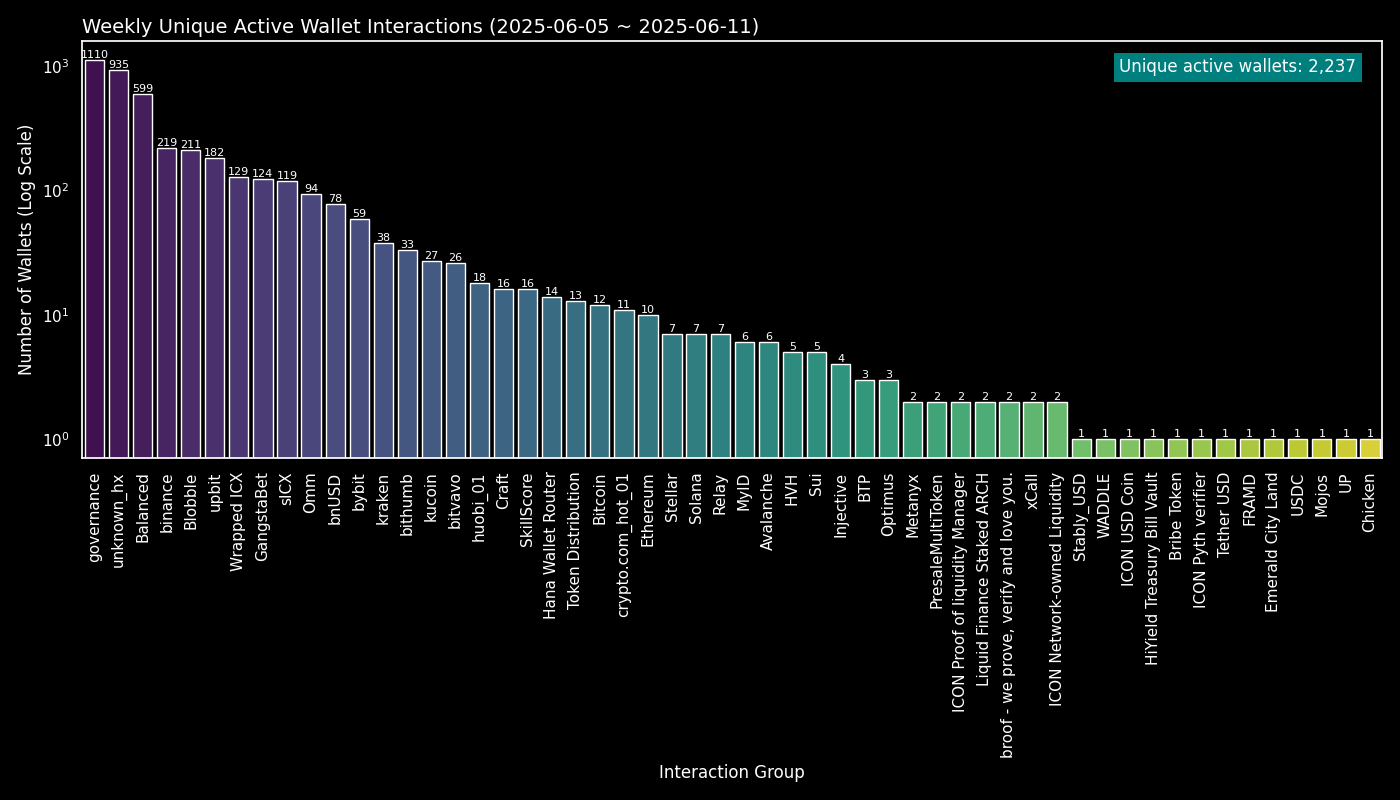 Weekly Unique Active Wallet Interactions (2025-06-05 ~ 2025-06-11)
Unique active wallets: 2,237
Number of Wallets (Log Scale)
10³
10²
10¹
10⁰
1110 935 599 219 211 182 129 124 119 94 78 59 38 33 27 26 18 16 16 14 13 12 11 10 7 7 7 6 6 5 5 4 3 3 2 2 2 2 2 2 2 1 1 1 1 1 1 1 1 1 1 1 1 1
governance
unknown_hx
Balanced
binance
Blobble
upbit
Wrapped ICX
GangstaBet
sICX
Omm
bnUSD
bybit
kraken
bithumb
kucoin
bitvavo
huobi_01
Craft
SkillScore
Hana Wallet Router
Token Distribution
Bitcoin
crypto.com_hot_01
Ethereum
Stellar
Solana
Relay
MyID
Avalanche
HVH
Sui
Injective
BTP
Optimus
Metanyx
PresaleMultiToken
ICON Proof of liquidity Manager
Liquid Finance Staked ARCH
broof - we prove, verify and love you.
xCall
ICON Network-owned Liquidity
Stably_USD
WADDLE
ICON USD Coin
HiYield Treasury Bill Vault
Bribe Token
ICON Pyth verifier
Tether USD
FRAMD
Emerald City Land
USDC
Mojos
UP
Chicken
Interaction Group